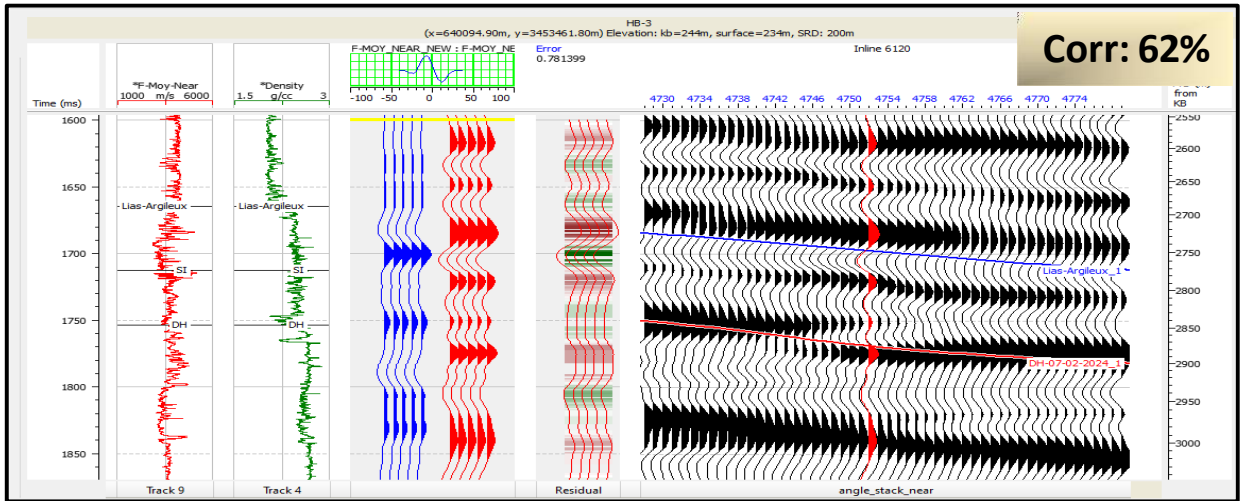 HB-3
(x=640094.90m, y=3453461.80m) Elevation: kb=244m, surface=234m, SRD: 200m
Corr: 62%
F-MOY_NEAR_NEW : F-MOY_NE
Error
0.781399
Inline 6120
*F-Moy-Near
1000 m/s 6000
*Density
1.5 g/cc 3
-100 -50 0 50 100
4730 4734 4738 4742 4746 4750 4754 4758 4762 4766 4770 4774
Time (ms)
from
KB
1600
1650
1700
1750
1800
1850
Lias-Argileux
SI
DH
Lias-Argileux
SI
DH
Lias-Argileux_1
DH-07-02-2024_1
2550
2600
2650
2700
2750
2800
2850
2900
2950
3000
Track 9
Track 4
Residual
angle_stack_near